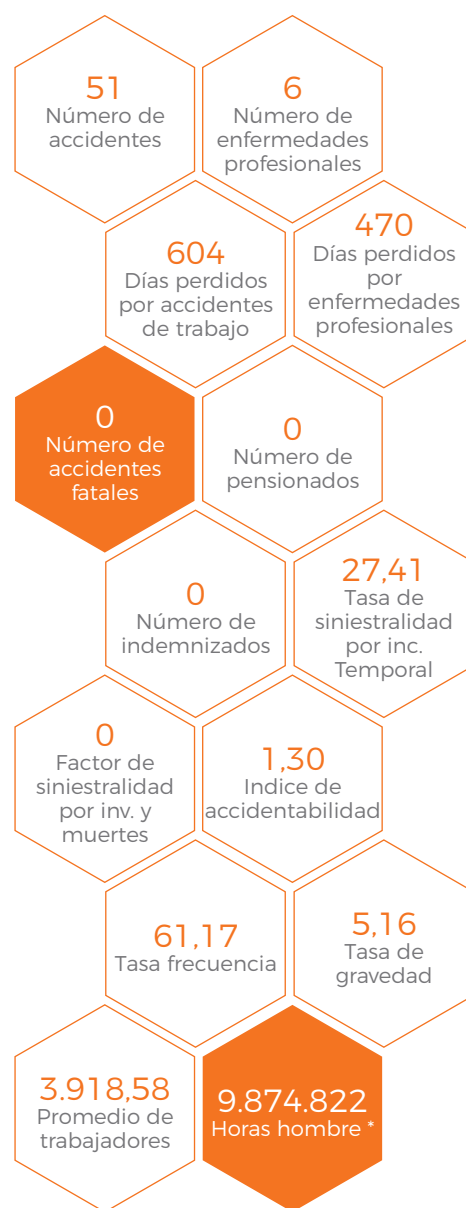 51
Número de
accidentes
6
Número de
enfermedades
profesionales
604
Días perdidos
por accidentes
de trabajo
470
Días perdidos
por
enfermedades
profesionales
0
Número de
accidentes
fatales
0
Número de
pensionados
0
Número de
indemnizados
27,41
Tasa de
siniestralidad
por inc.
Temporal
0
Factor de
siniestralidad
por inv. y
muertes
1,30
Indice de
accidentabilidad
61,17
Tasa frecuencia
5,16
Tasa de
gravedad
3.918,58
Promedio de
trabajadores
9.874.822
Horas hombre *